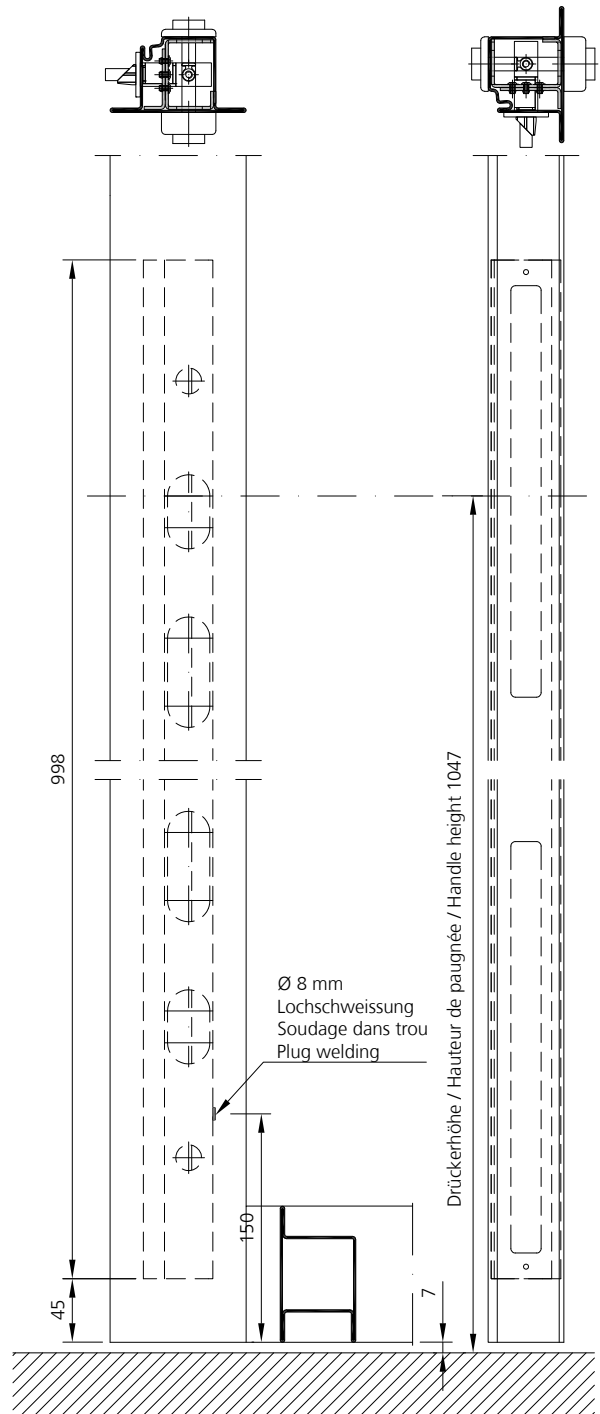 998
Drückerhöhe / Hauteur de paugnée / Handle height 1047
Ø 8 mm
Lochschweissung
Soudage dans trou
Plug welding
150
45
7